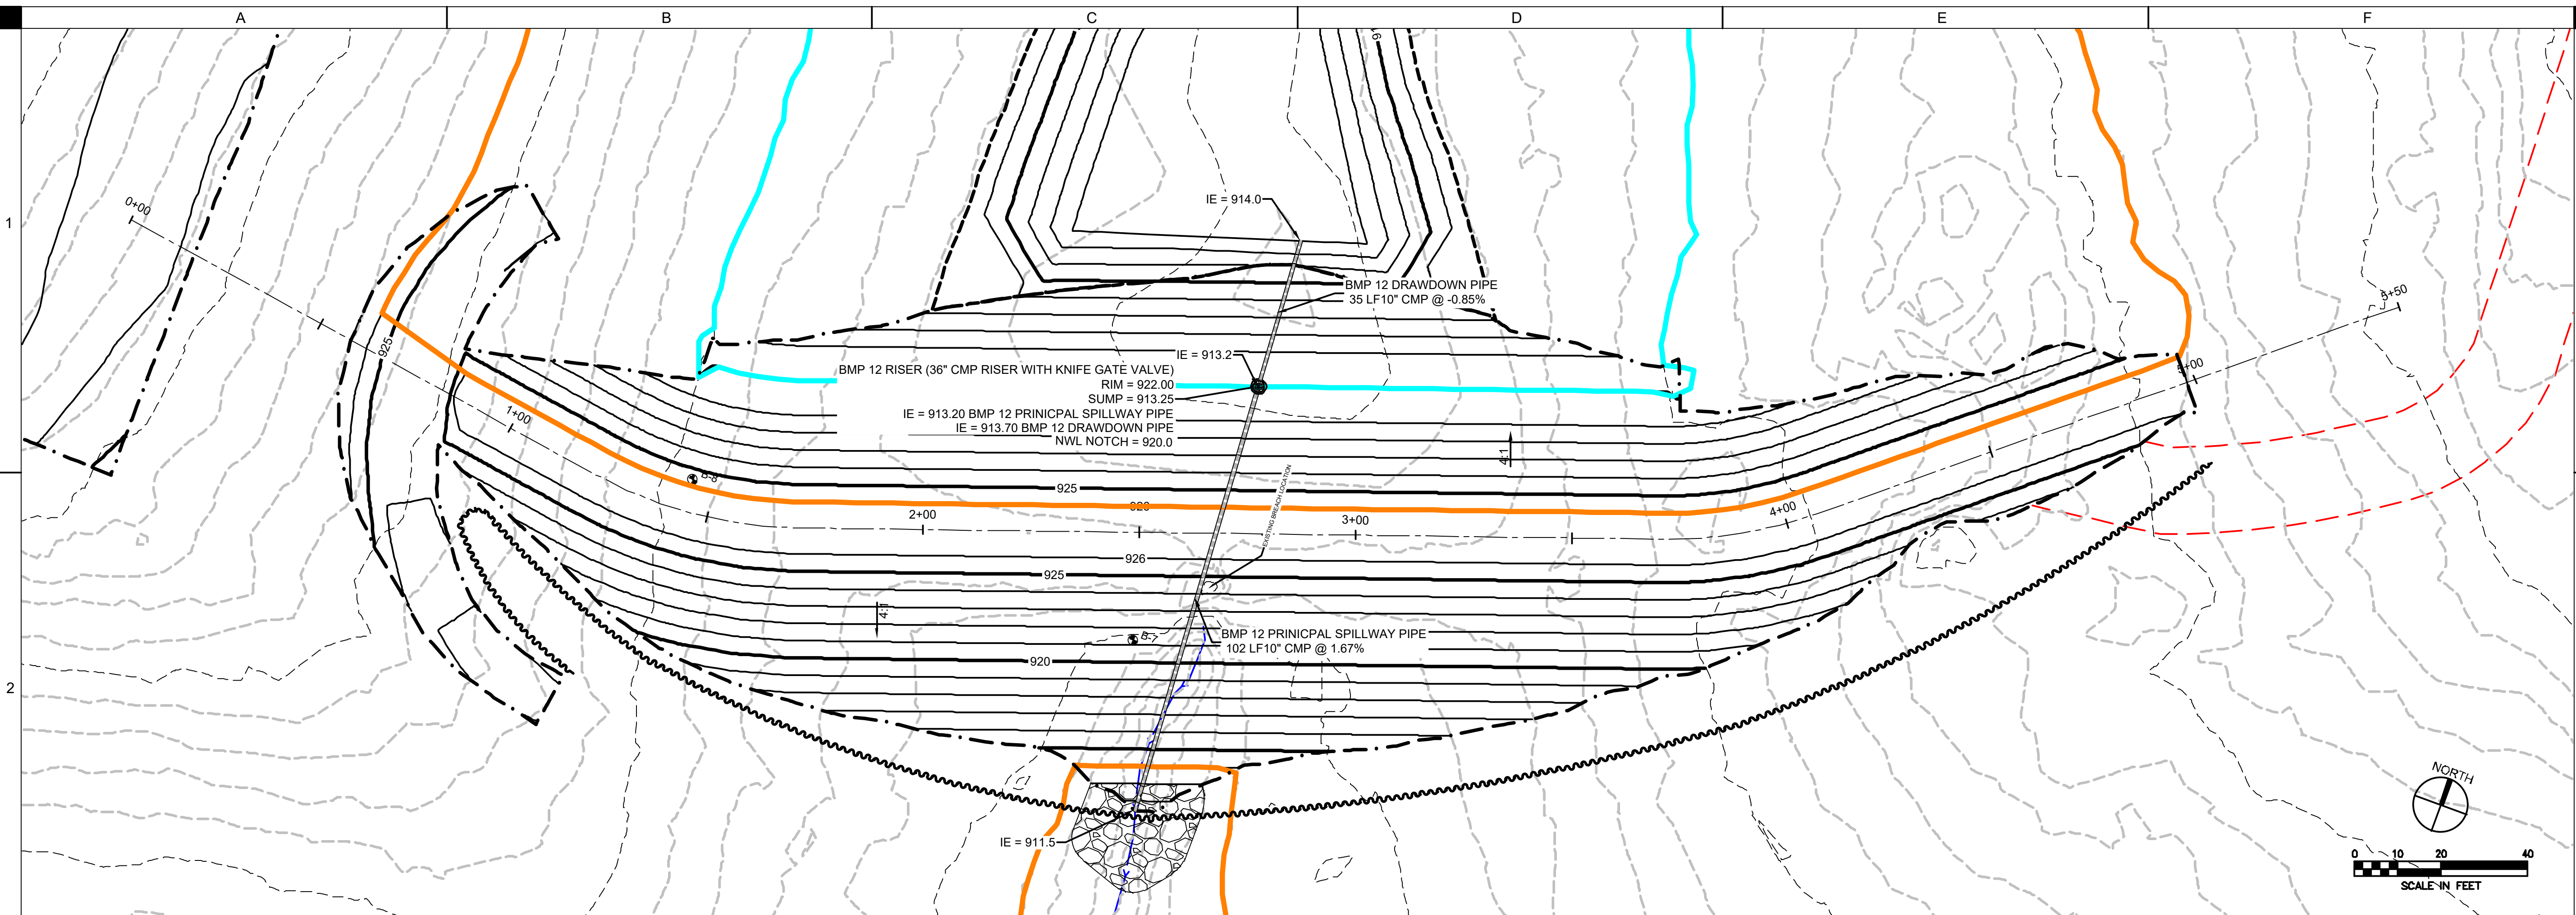 A
B
C
D
E
F
1
2
0+00
91
IE = 914.0
BMP 12 DRAWDOWN PIPE
35 LF10" CMP @ -0.85%
5+50
925
IE = 913.2
BMP 12 RISER (36" CMP RISER WITH KNIFE GATE VALVE)
RIM = 922.00
SUMP = 913.25
IE = 913.20 BMP 12 PRINICPAL SPILLWAY PIPE
IE = 913.70 BMP 12 DRAWDOWN PIPE
NWL NOTCH = 920.0
5+00
1+00
4:1
B-8
EXISTING BREACH LOCATION
925
2+00
3+00
4+00
926
925
4:1
B-7
BMP 12 PRINICPAL SPILLWAY PIPE
102 LF10" CMP @ 1.67%
920
IE = 911.5
NORTH
0 10 20 40
SCALE IN FEET